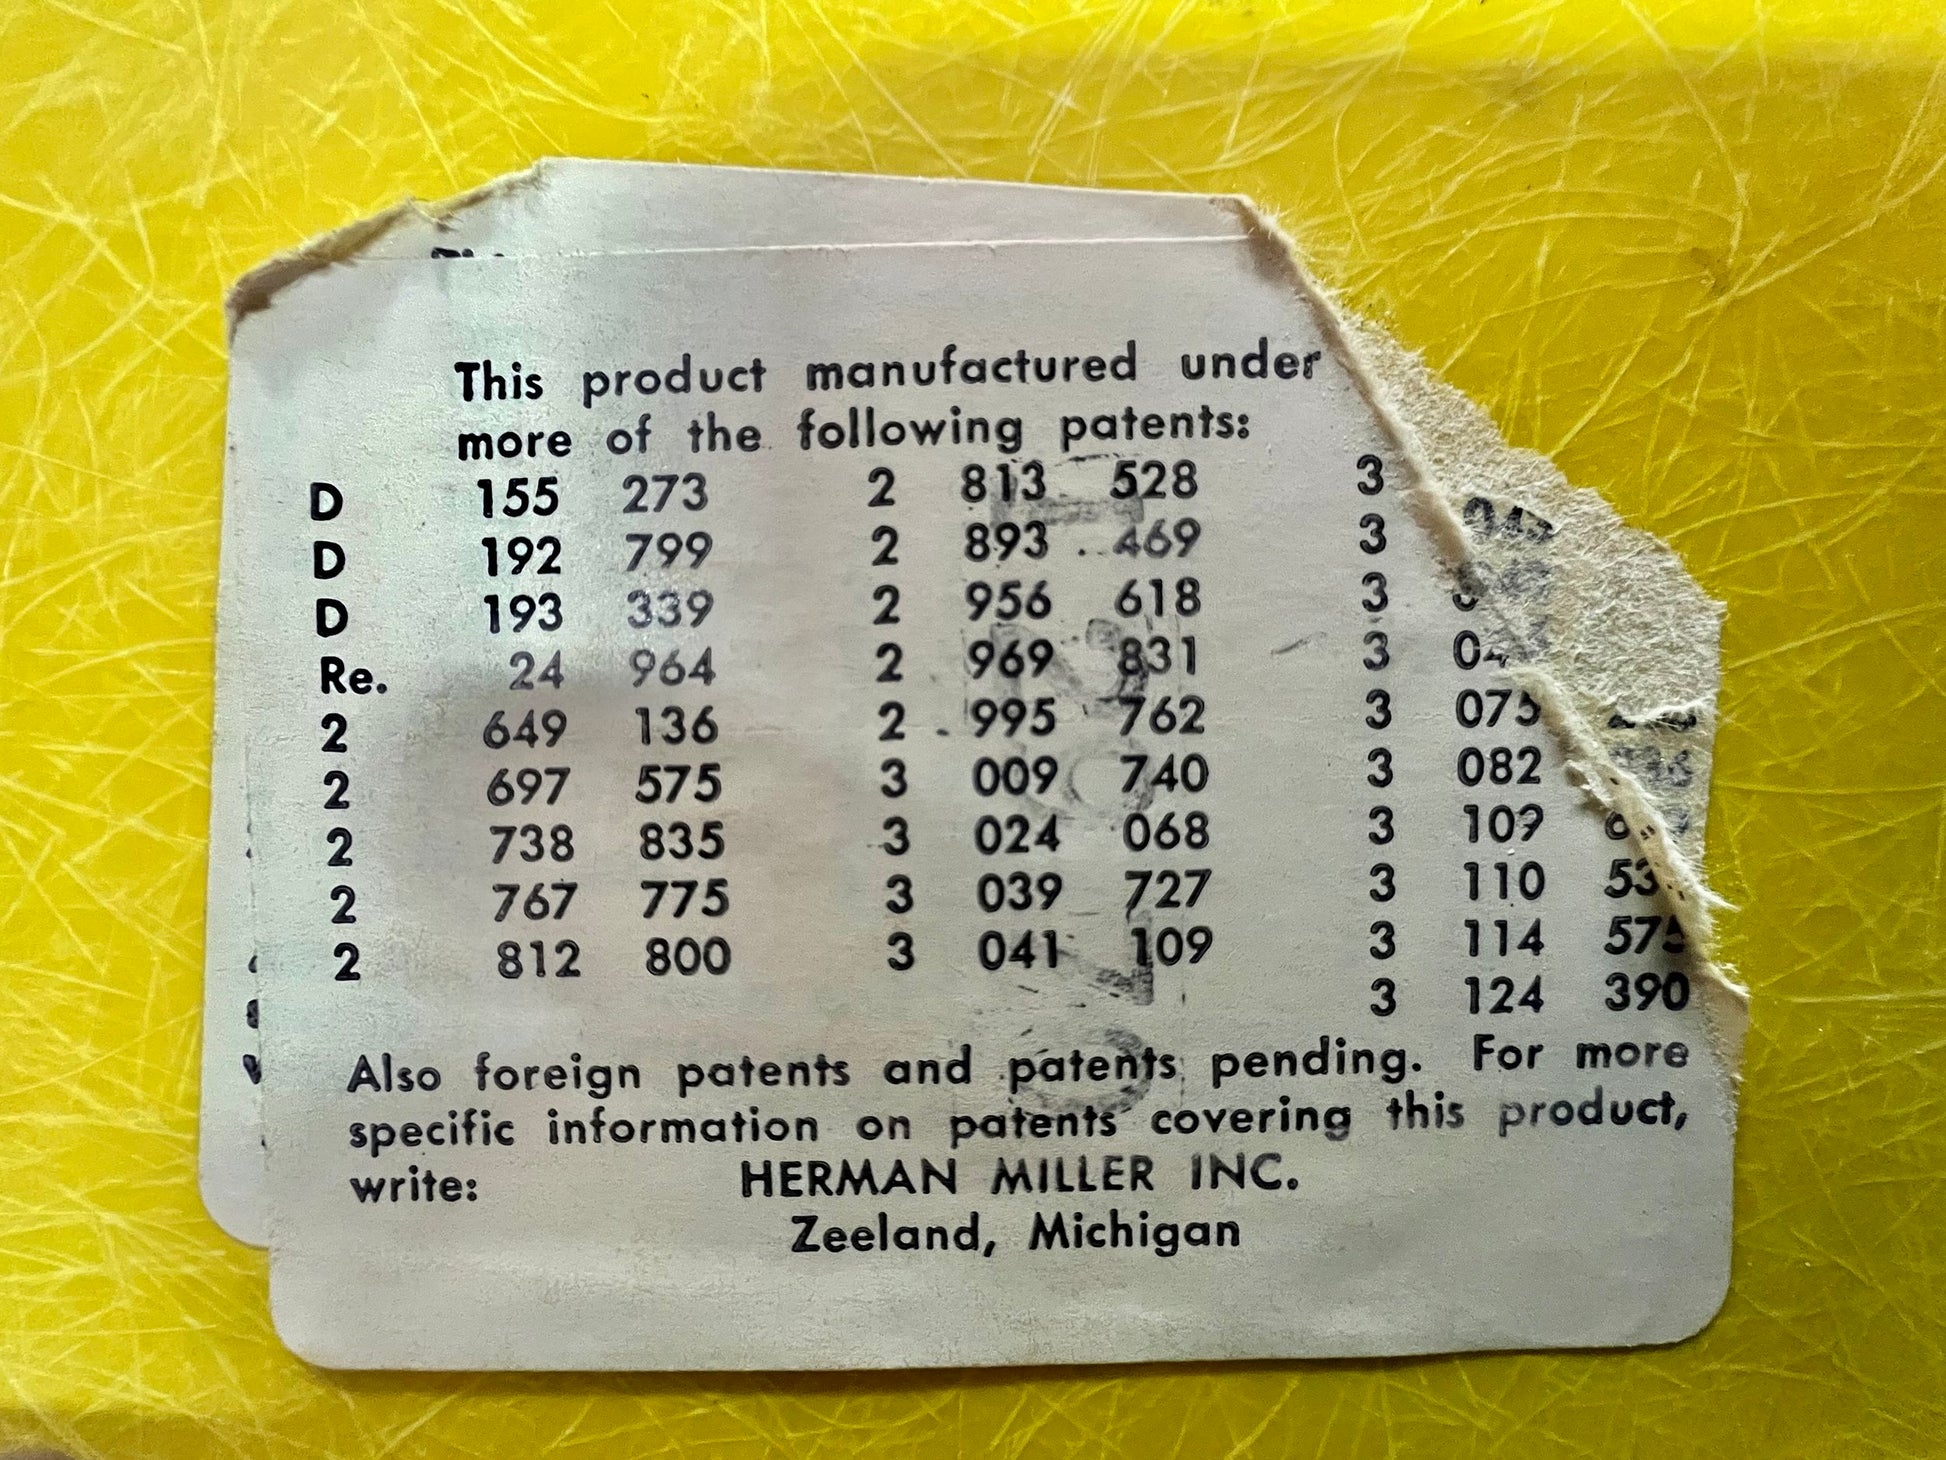 This product manufactured under
more of the following patents:
D 155 273 2 813 528 3
D 192 799 2 893 469 3
D 193 339 2 956 618 3
Re. 24 964 2 969 831 3
2 649 136 2 995 762 3 075
2 697 575 3 009 740 3 082
2 738 835 3 024 068 3 109
2 767 775 3 039 727 3 110
2 812 800 3 041 109 3 114 575
3 124 390
Also foreign patents and patents pending. For more
specific information on patents covering this product,
write: HERMAN MILLER INC.
Zeeland, Michigan